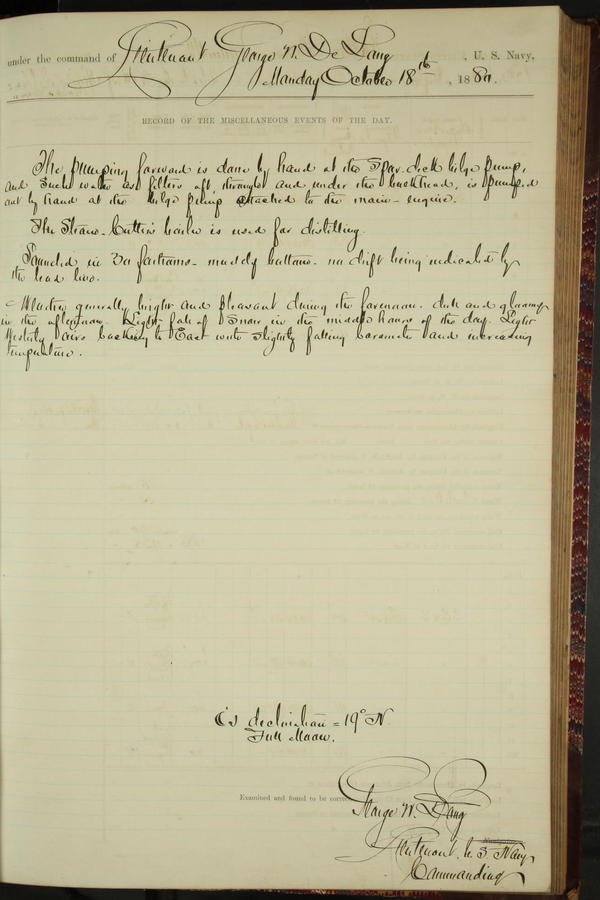 under the command of Lieutenant George W. De Long, U. S. Navy,
Monday October 18th, 1880.
RECORD OF THE MISCELLANEOUS EVENTS OF THE DAY.
The pumping forward is done by hand at the Spar deck bilge pump,
and such water as filters aft, through and under the bulkhead, is pumped
out by hand at the bilge pump attached to the main-engine.
The Steam-Cutter's boiler is used for distilling.
Sounded in 30 fathoms - muddy bottom - no drift being indicated by
the lead line.
Weather generally bright and pleasant during the forenoon - dull and gloomy
in the afternoon. Light fall of Snow in the middle hours of the day. Light
Westerly airs backing to East with slightly falling barometer and increasing
temperature.
declination = 19° N
Full Moon.
Examined and found to be correct.
George W. De Long
Lieutenant, U.S. Navy
Commanding